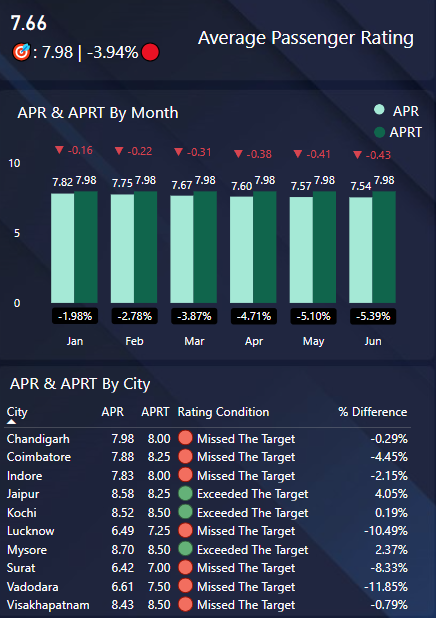 7.66
🎯: 7.98 | -3.94%🔴
Average Passenger Rating
APR & APRT By Month
APR
APRT
▼ -0.16 ▼ -0.22 ▼ -0.31 ▼ -0.38 ▼ -0.41 ▼ -0.43
10
7.82 7.98 7.75 7.98 7.67 7.98 7.60 7.98 7.57 7.98 7.54 7.98
5
0
-1.98% -2.78% -3.87% -4.71% -5.10% -5.39%
Jan Feb Mar Apr May Jun
APR & APRT By City
City APR APRT Rating Condition % Difference
Chandigarh 7.98 8.00 Missed The Target -0.29%
Coimbatore 7.88 8.25 Missed The Target -4.45%
Indore 7.83 8.00 Missed The Target -2.15%
Jaipur 8.58 8.25 Exceeded The Target 4.05%
Kochi 8.52 8.50 Exceeded The Target 0.19%
Lucknow 6.49 7.25 Missed The Target -10.49%
Mysore 8.70 8.50 Exceeded The Target 2.37%
Surat 6.42 7.00 Missed The Target -8.33%
Vadodara 6.61 7.50 Missed The Target -11.85%
Visakhapatnam 8.43 8.50 Missed The Target -0.79%